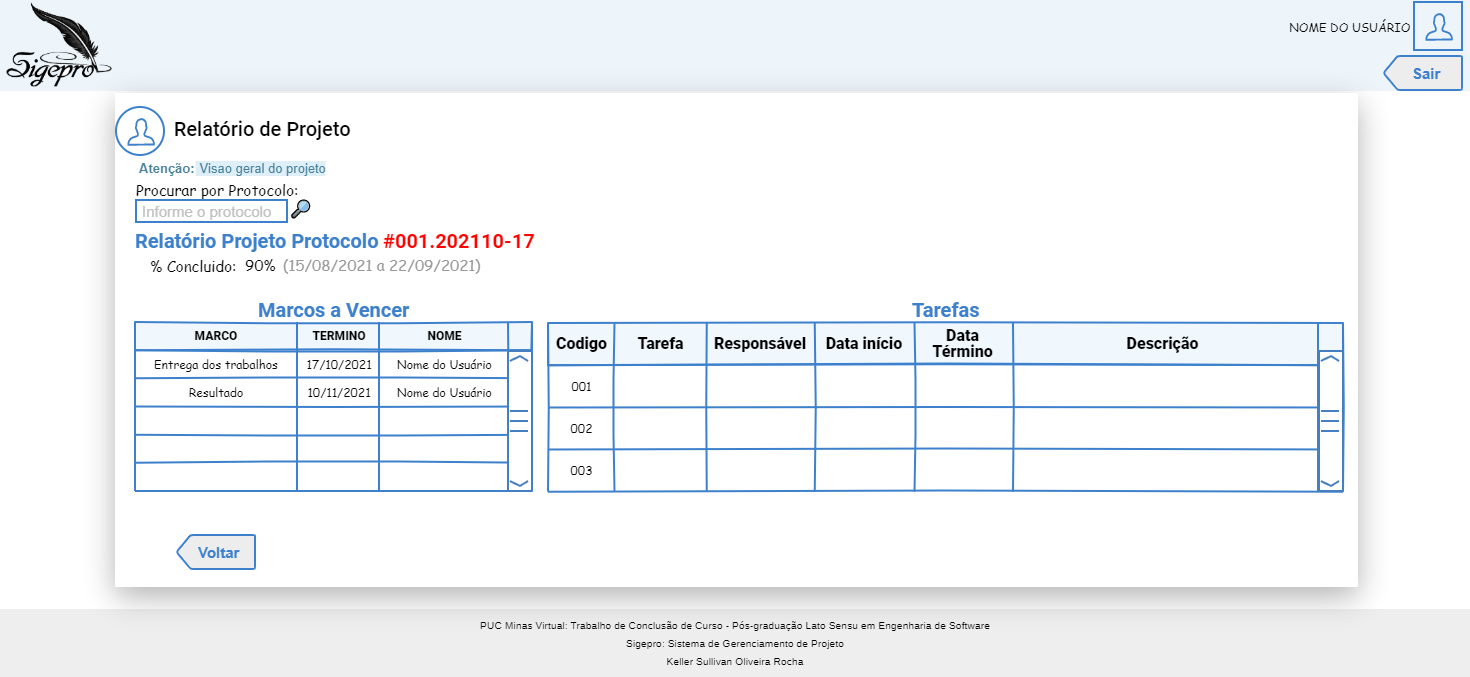 Sigepro
NOME DO USUÁRIO
Sair
Relatório de Projeto
Atenção: Visao geral do projeto
Procurar por Protocolo:
Informe o protocolo
Relatório Projeto Protocolo #001.202110-17
% Concluido: 90% (15/08/2021 a 22/09/2021)
Marcos a Vencer
MARCO TERMINO NOME
Entrega dos trabalhos 17/10/2021 Nome do Usuário
Resultado 10/11/2021 Nome do Usuário
Tarefas
Codigo Tarefa Responsável Data início Data Término Descrição
001
002
003
Voltar
PUC Minas Virtual: Trabalho de Conclusão de Curso - Pós-graduação Lato Sensu em Engenharia de Software
Sigepro: Sistema de Gerenciamento de Projeto
Keller Sullivan Oliveira Rocha